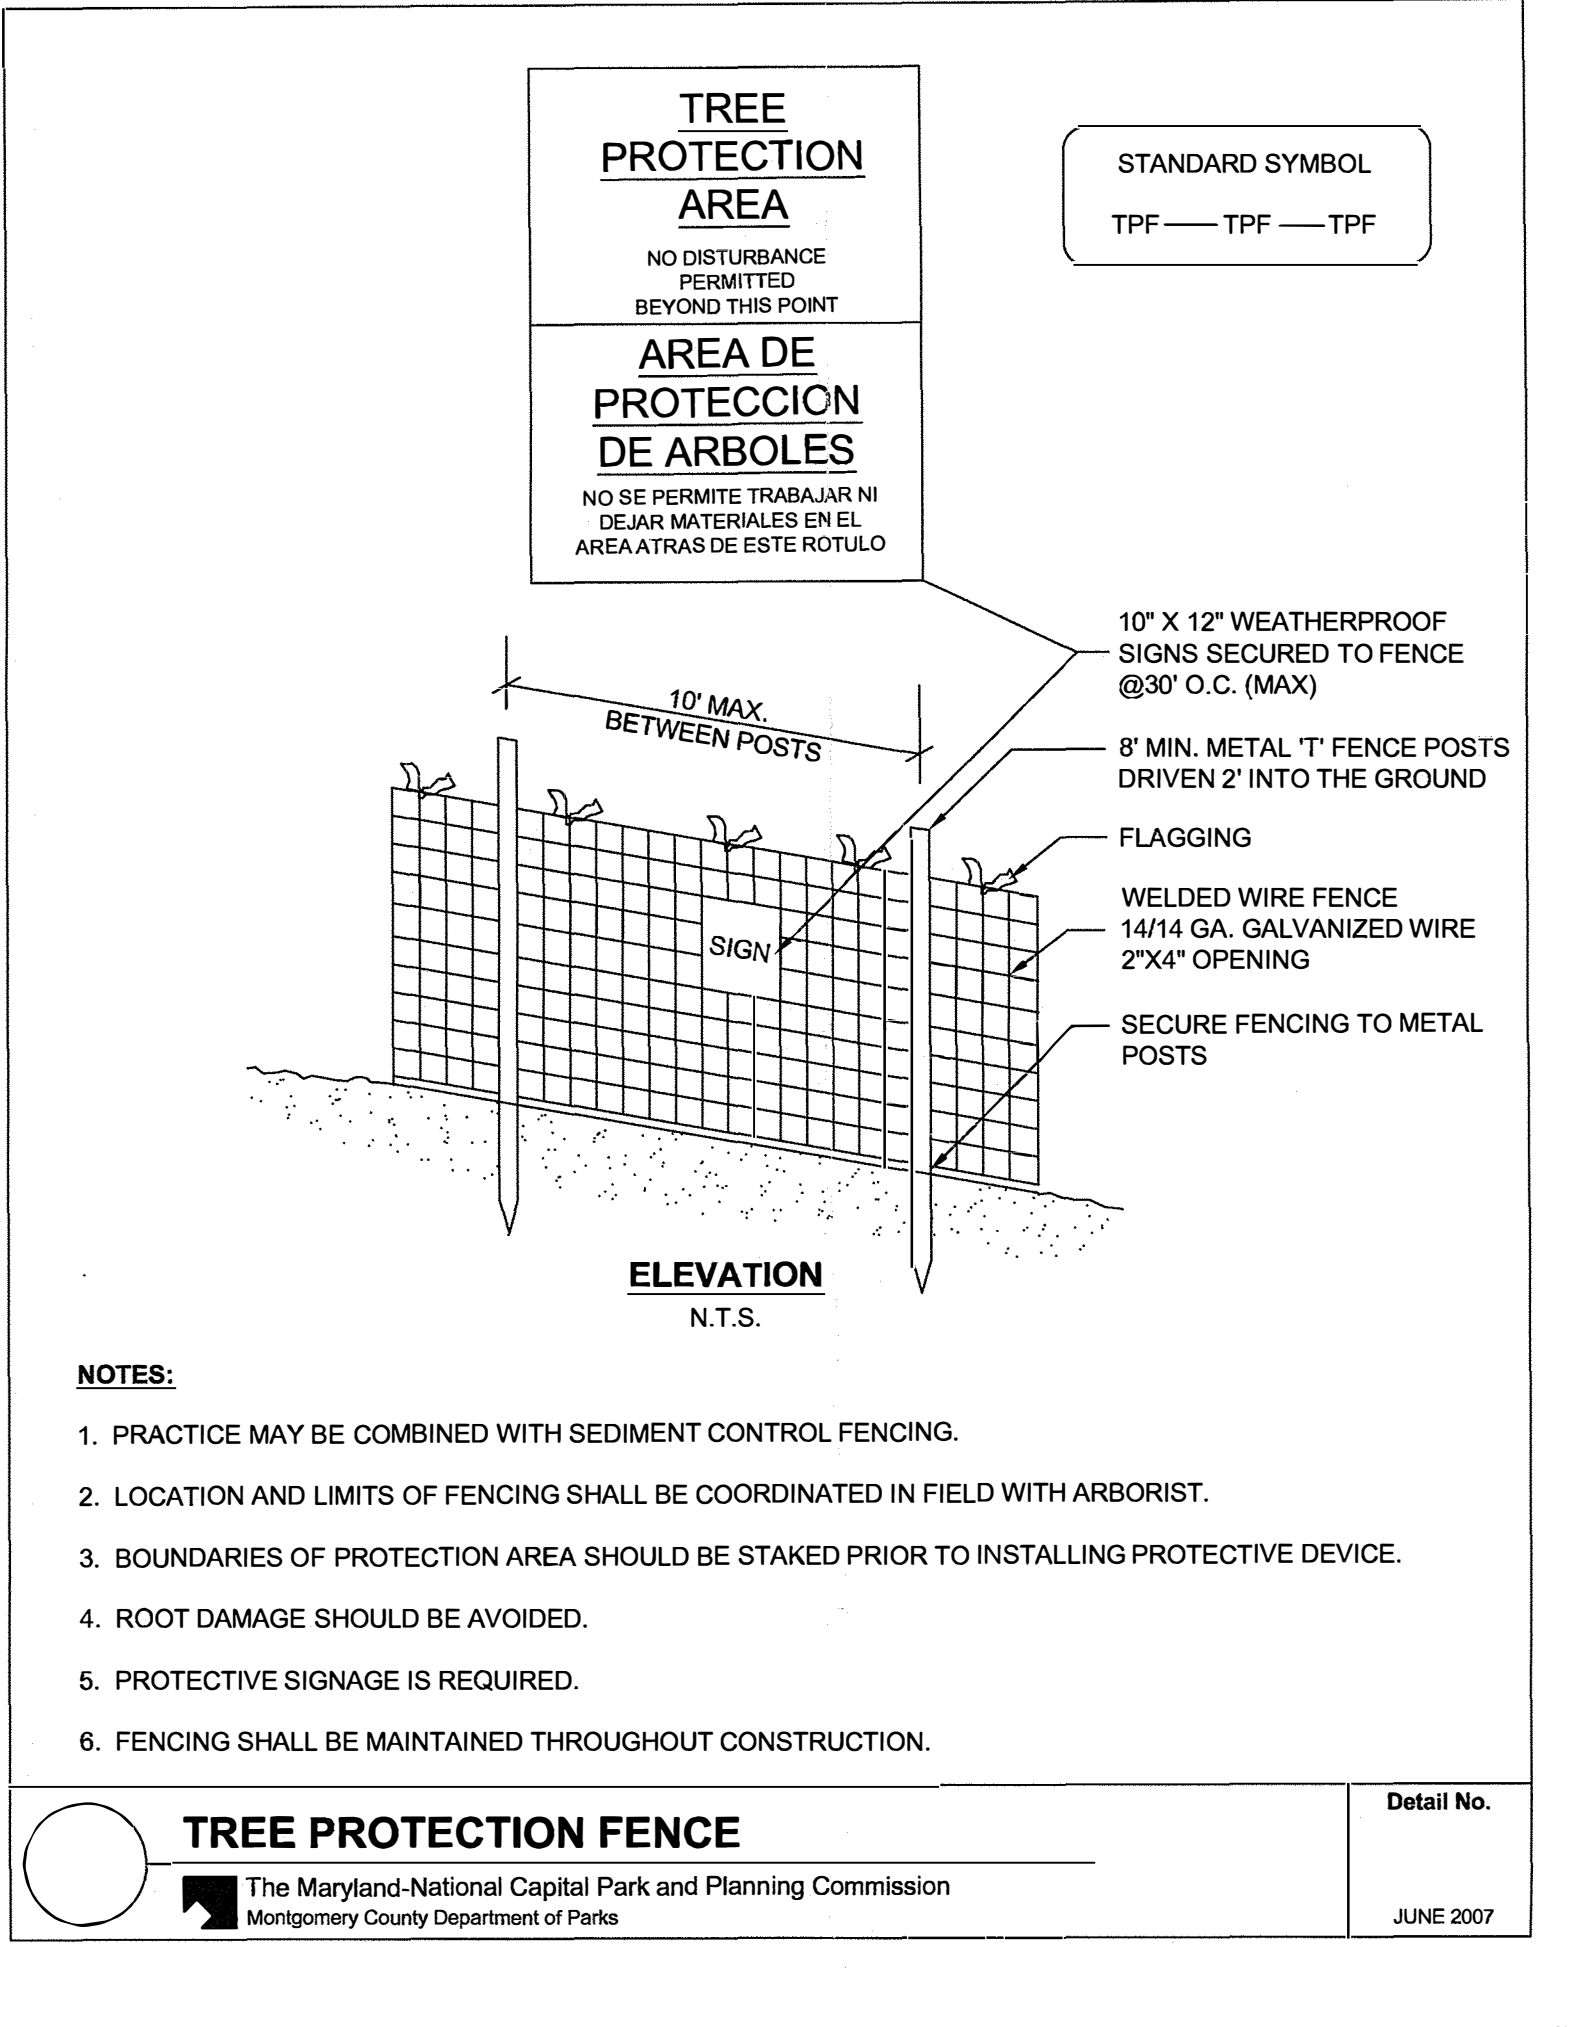 TREE
PROTECTION
AREA
NO DISTURBANCE
PERMITTED
BEYOND THIS POINT
AREA DE
PROTECCION
DE ARBOLES
NO SE PERMITE TRABAJAR NI
DEJAR MATERIALES EN EL
AREA ATRAS DE ESTE ROTULO
STANDARD SYMBOL
TPF — TPF — TPF
10" X 12" WEATHERPROOF
SIGNS SECURED TO FENCE
@30' O.C. (MAX)
10' MAX.
BETWEEN POSTS
8' MIN. METAL 'T' FENCE POSTS
DRIVEN 2' INTO THE GROUND
FLAGGING
WELDED WIRE FENCE
14/14 GA. GALVANIZED WIRE
2"X4" OPENING
SIGN
SECURE FENCING TO METAL
POSTS
ELEVATION
N.T.S.
NOTES:
1. PRACTICE MAY BE COMBINED WITH SEDIMENT CONTROL FENCING.
2. LOCATION AND LIMITS OF FENCING SHALL BE COORDINATED IN FIELD WITH ARBORIST.
3. BOUNDARIES OF PROTECTION AREA SHOULD BE STAKED PRIOR TO INSTALLING PROTECTIVE DEVICE.
4. ROOT DAMAGE SHOULD BE AVOIDED.
5. PROTECTIVE SIGNAGE IS REQUIRED.
6. FENCING SHALL BE MAINTAINED THROUGHOUT CONSTRUCTION.
TREE PROTECTION FENCE
The Maryland-National Capital Park and Planning Commission
Montgomery County Department of Parks
Detail No.
JUNE 2007